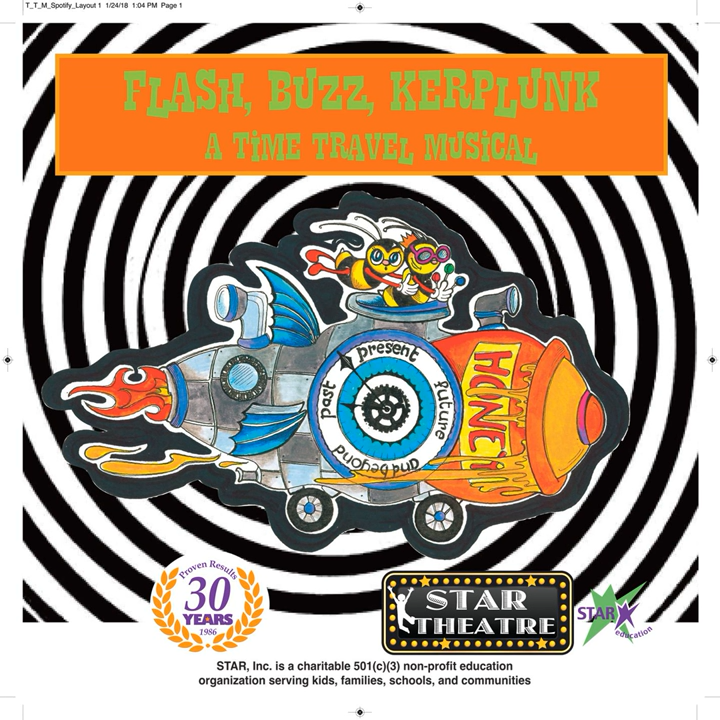 T_T_M_Spotify_Layout 1 1/24/18 1:04 PM Page 1
FLASH, BUZZ, KERPLUNK
A TIME TRAVEL MUSICAL
past present future and beyond
HONEY
Proven Results
30
YEARS
1986
STAR
THEATRE
STAR
education
STAR, Inc. is a charitable 501(c)(3) non-profit education
organization serving kids, families, schools, and communities